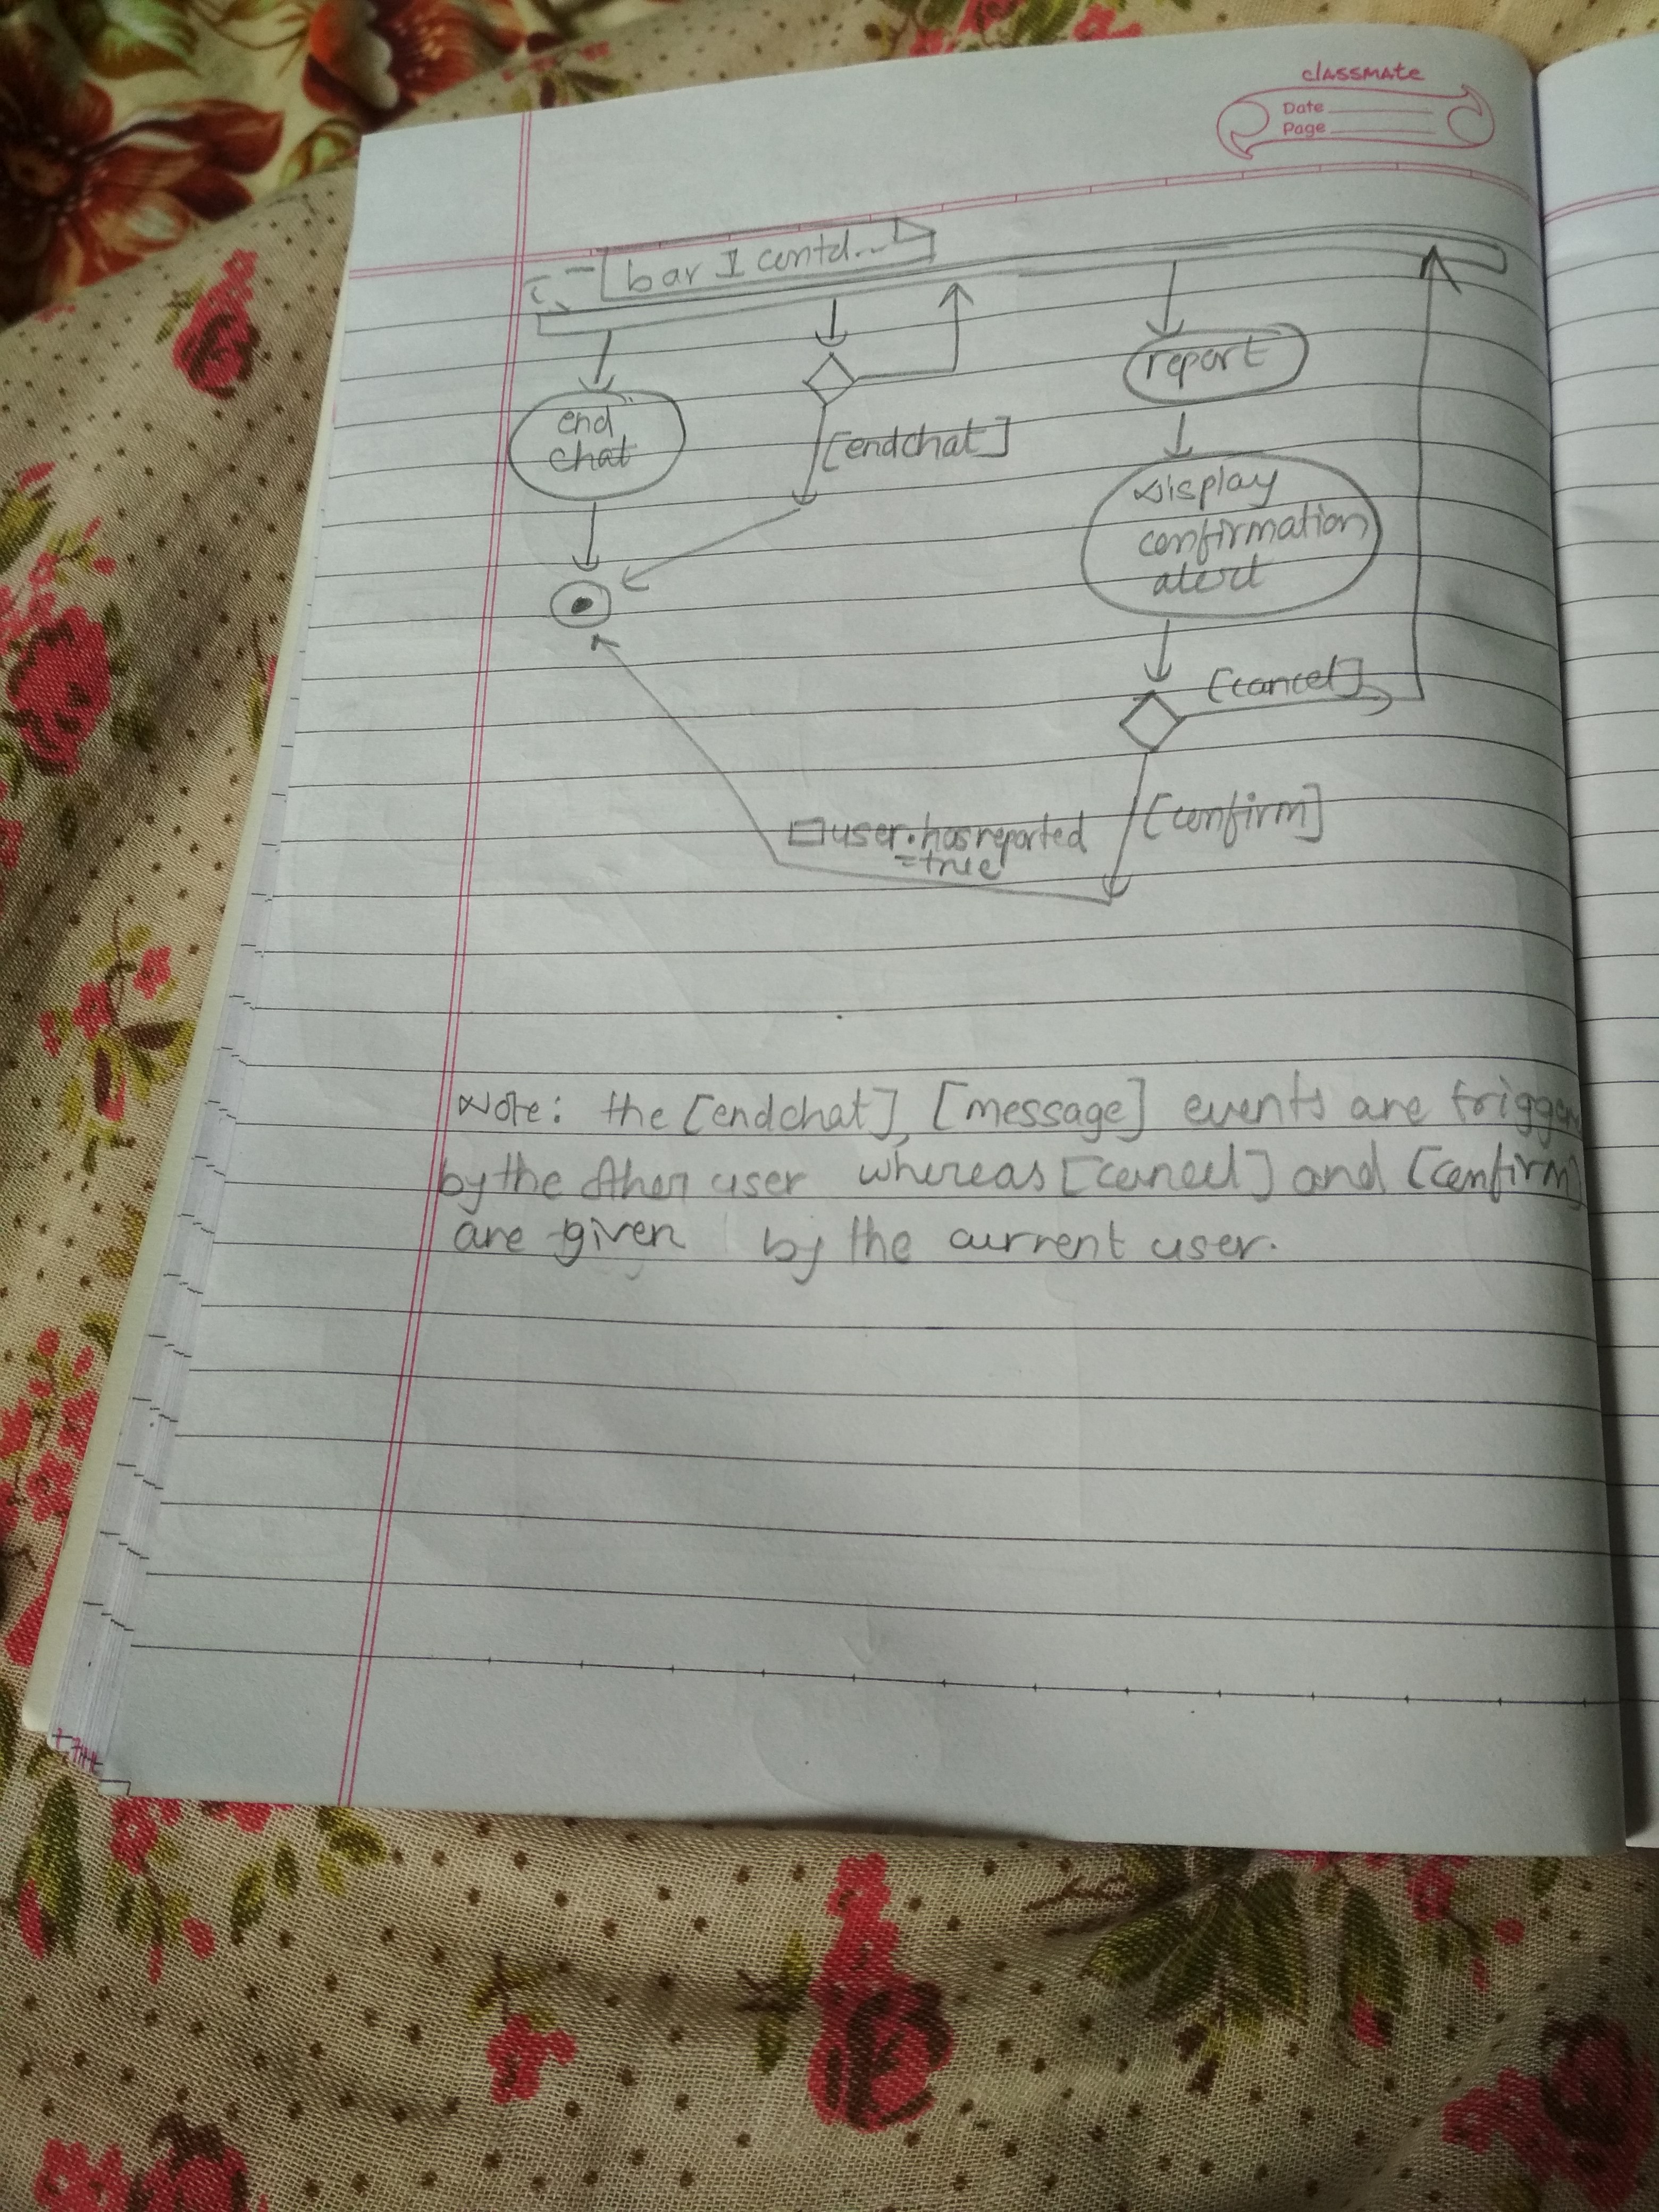 classmate
Date
Page
bar I contd...
end
chat
[endchat]
report
Display
confirmation
alert
[cancel]
[confirm]
user.hasreported
=true
Note: the [endchat], [message] events are trigger
by the other user whereas [cancel] and [confirm]
are given by the current user.